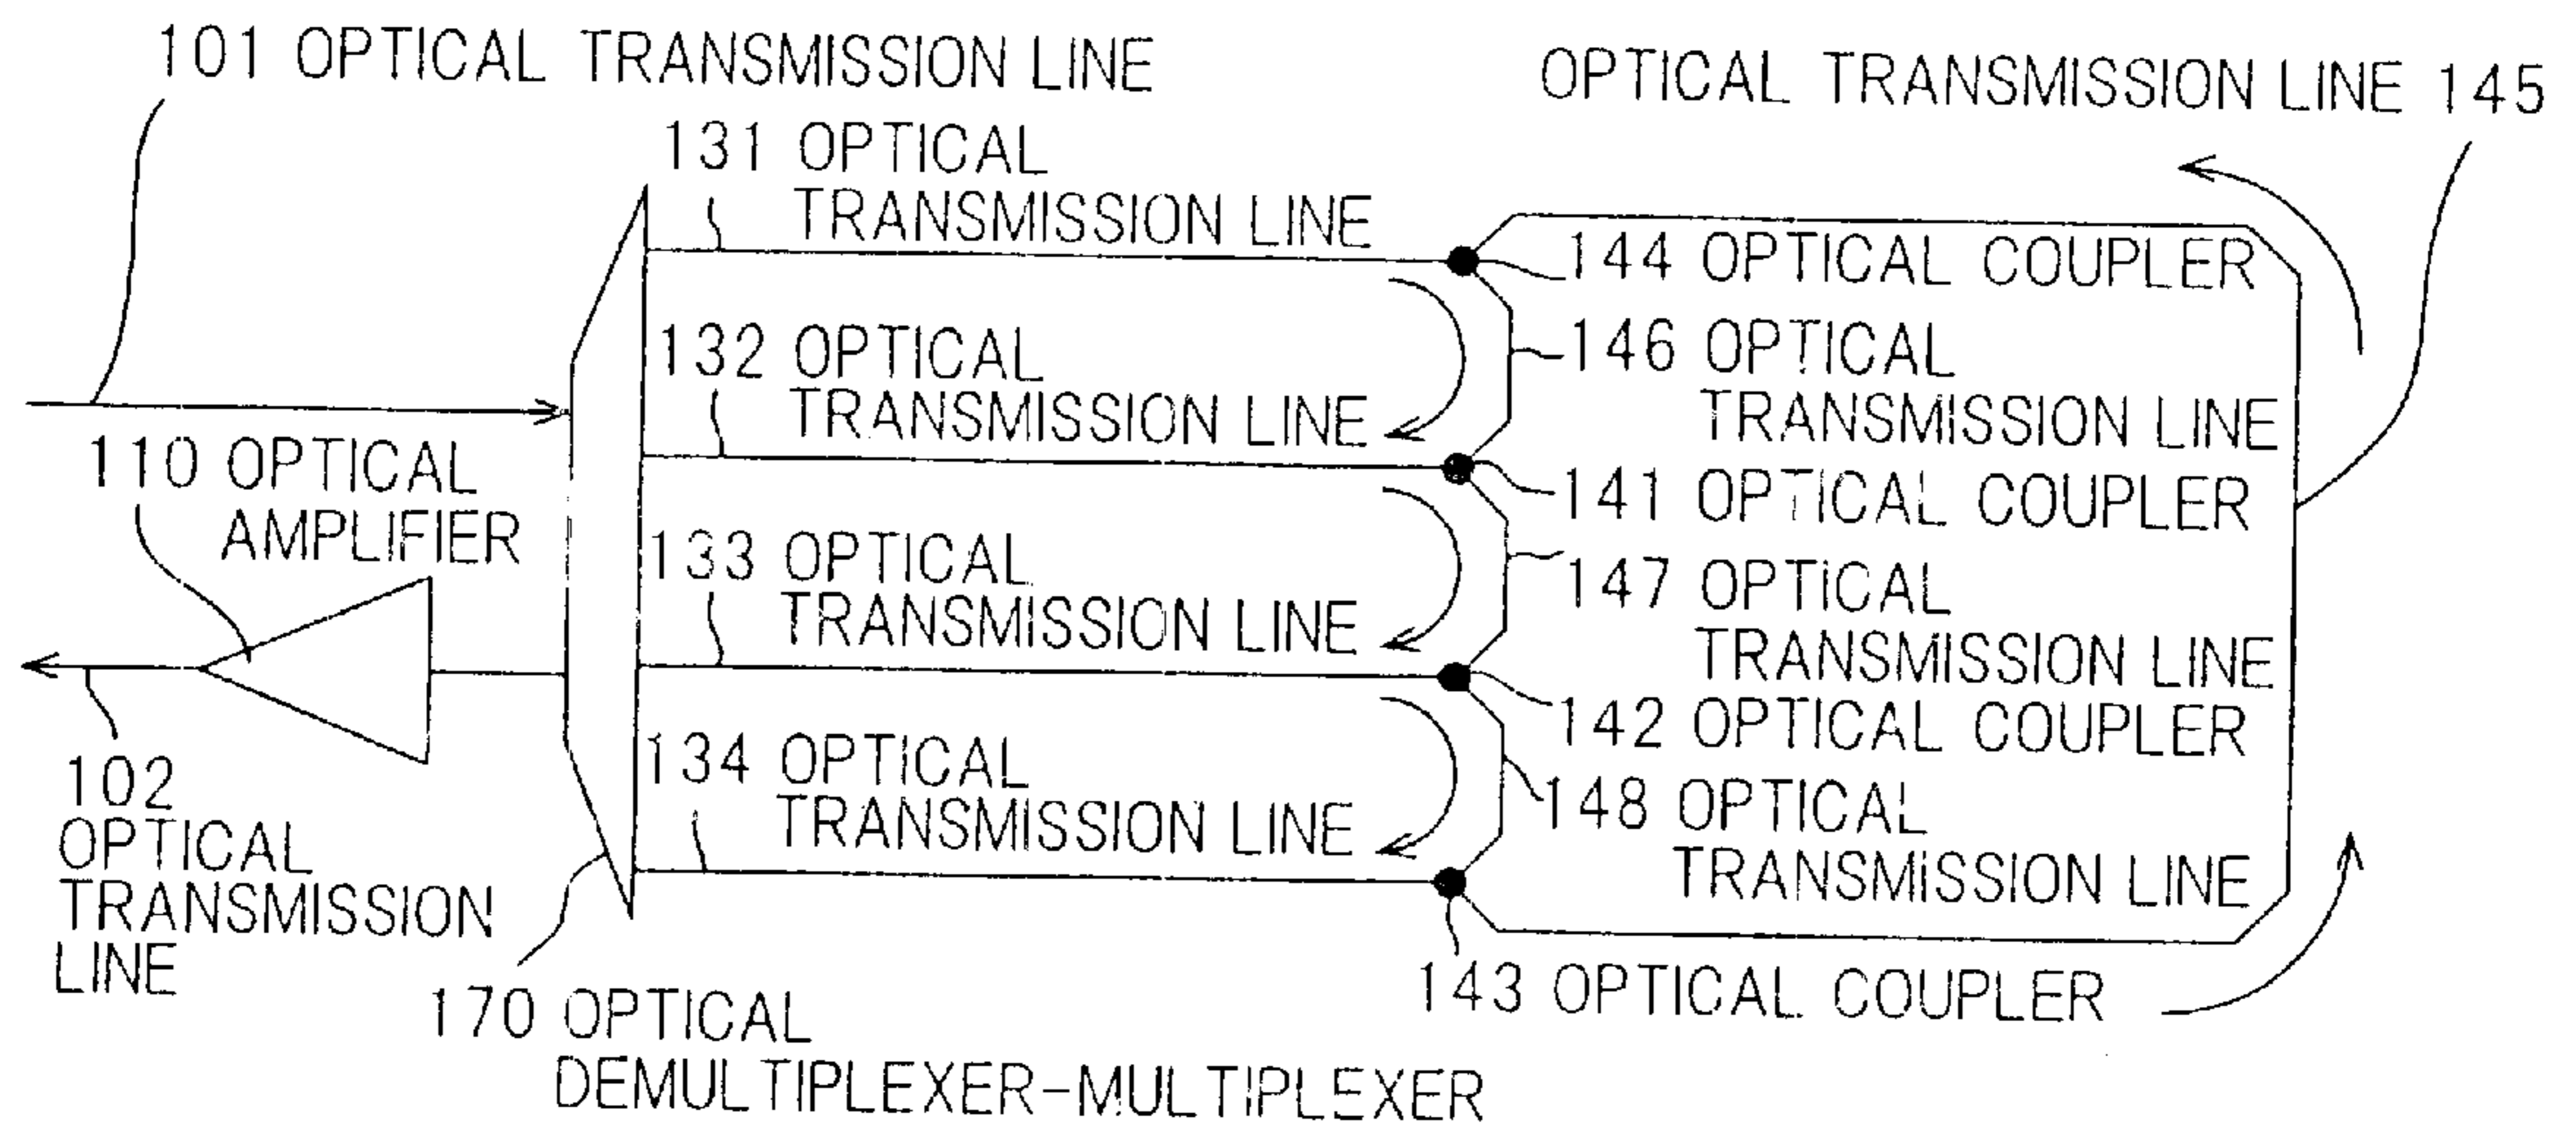 101 OPTICAL TRANSMISSION LINE
OPTICAL TRANSMISSION LINE 145
131 OPTICAL
TRANSMISSION LINE
144 OPTICAL COUPLER
132 OPTICAL
TRANSMISSION LINE
146 OPTICAL
TRANSMISSION LINE
110 OPTICAL
AMPLIFIER
141 OPTICAL COUPLER
133 OPTICAL
TRANSMISSION LINE
147 OPTICAL
TRANSMISSION LINE
142 OPTICAL COUPLER
134 OPTICAL
TRANSMISSION LINE
148 OPTICAL
TRANSMISSION LINE
102
OPTICAL
TRANSMISSION
LINE
143 OPTICAL COUPLER
170 OPTICAL
DEMULTIPLEXER-MULTIPLEXER